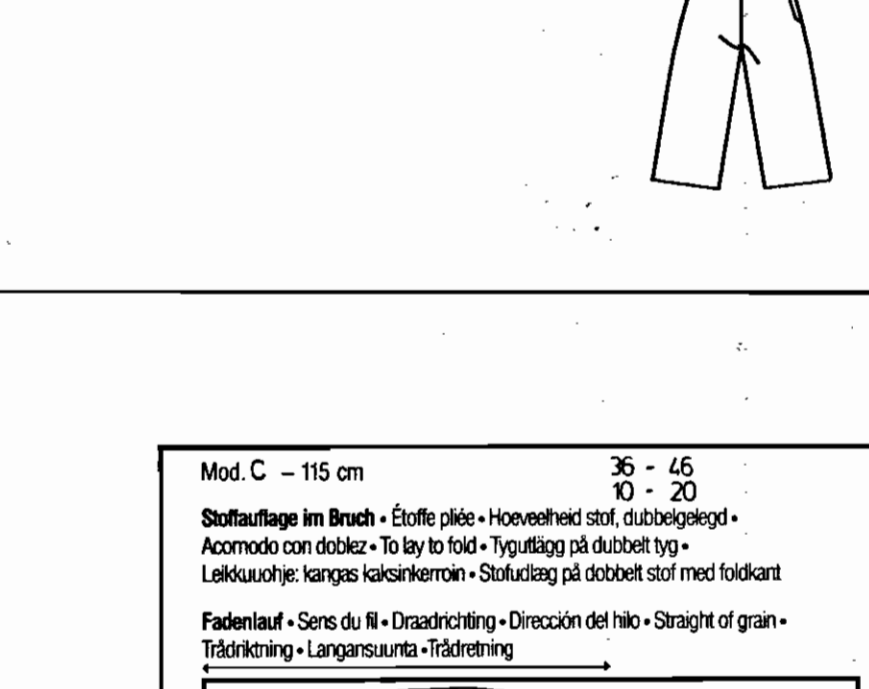 Mod. C – 115 cm
36 - 46
10 - 20
Stoffauflage im Bruch • Étoffe pliée • Hoeveelheid stof, dubbelgelegd •
Acomodo con doblez • To lay to fold • Tygutlägg på dubbelt tyg •
Leikkuuohje: kangas kaksinkerroin • Stofudlæg på dobbelt stof med foldkant
Fadenlauf • Sens du fil • Draadrichting • Dirección del hilo • Straight of grain •
Trådriktning • Langansuunta • Trådretning